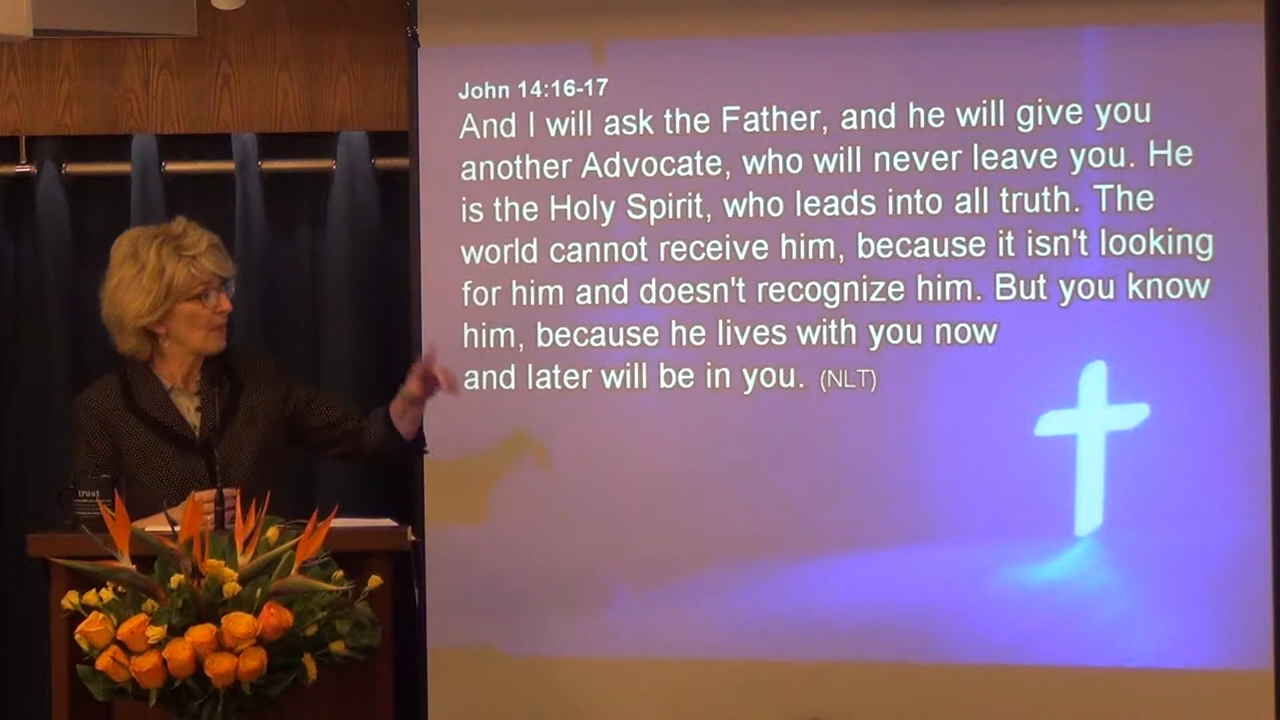 John 14:16-17
And I will ask the Father, and he will give you
another Advocate, who will never leave you. He
is the Holy Spirit, who leads into all truth. The
world cannot receive him, because it isn't looking
for him and doesn't recognize him. But you know
him, because he lives with you now
and later will be in you. (NLT)
trust